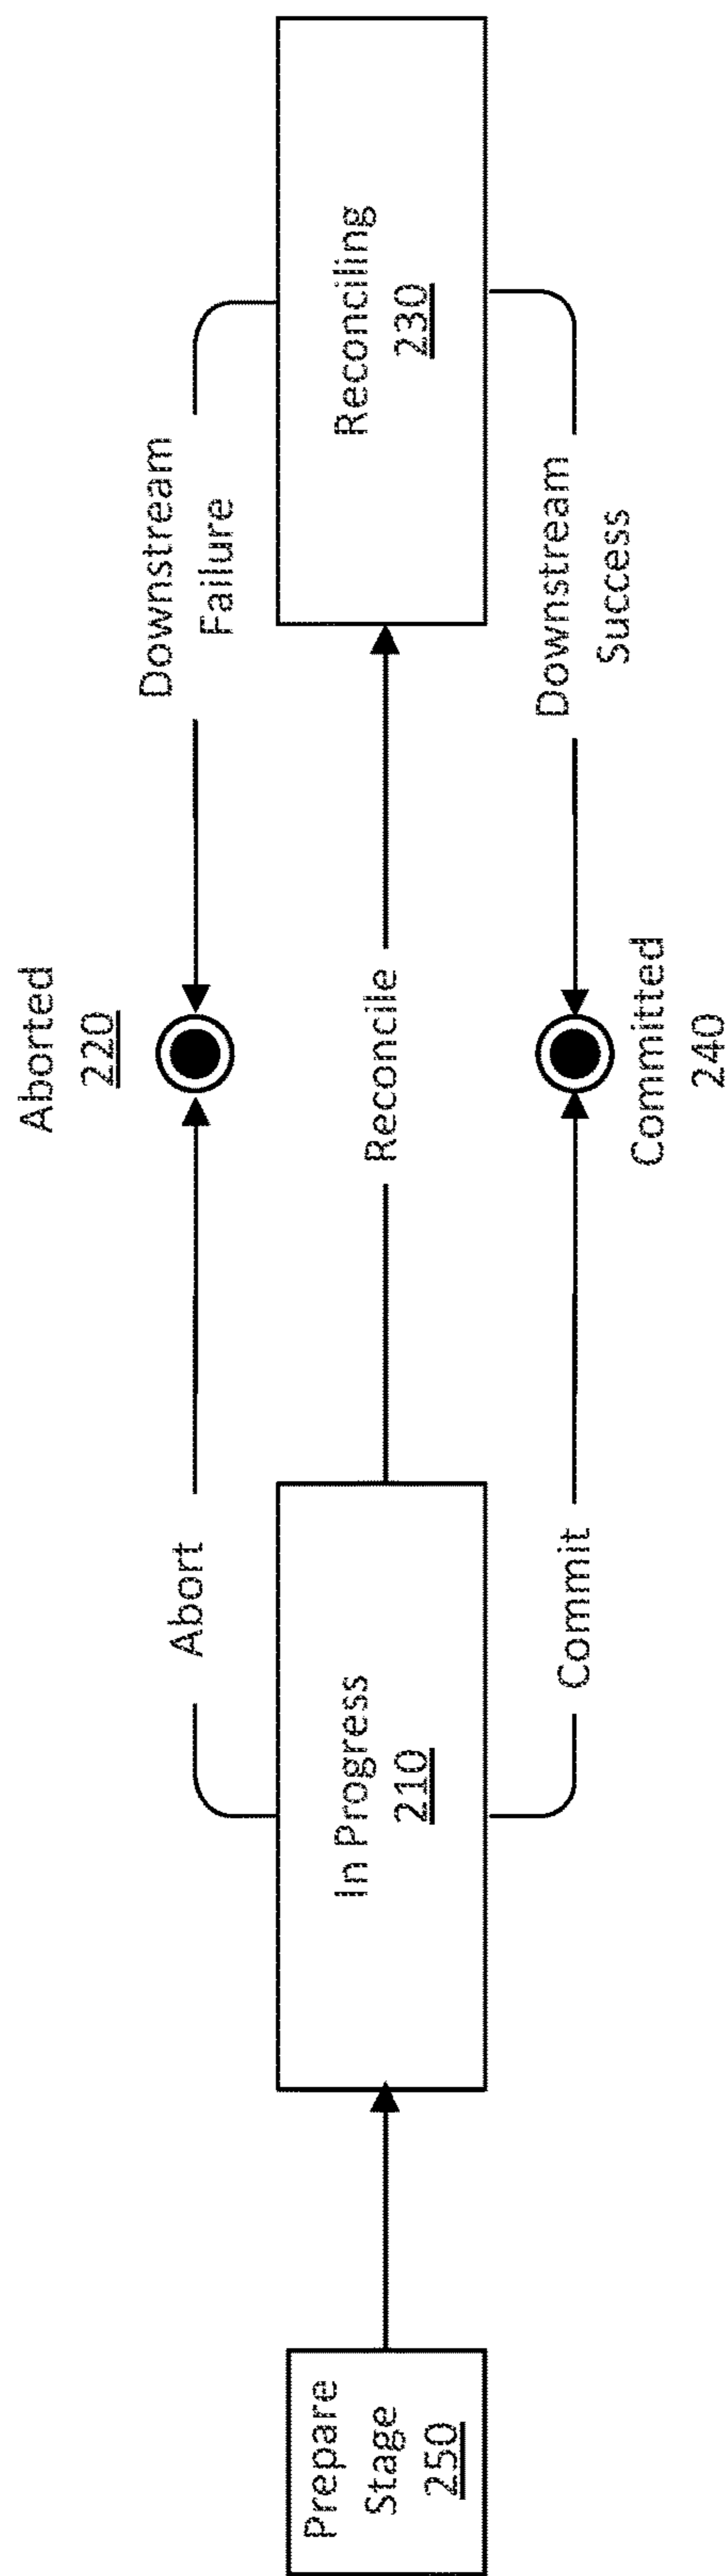 Prepare
Stage
250
In Progress
210
Abort
Commit
Reconcile
Aborted
220
Committed
240
Downstream
Failure
Downstream
Success
Reconciling
230